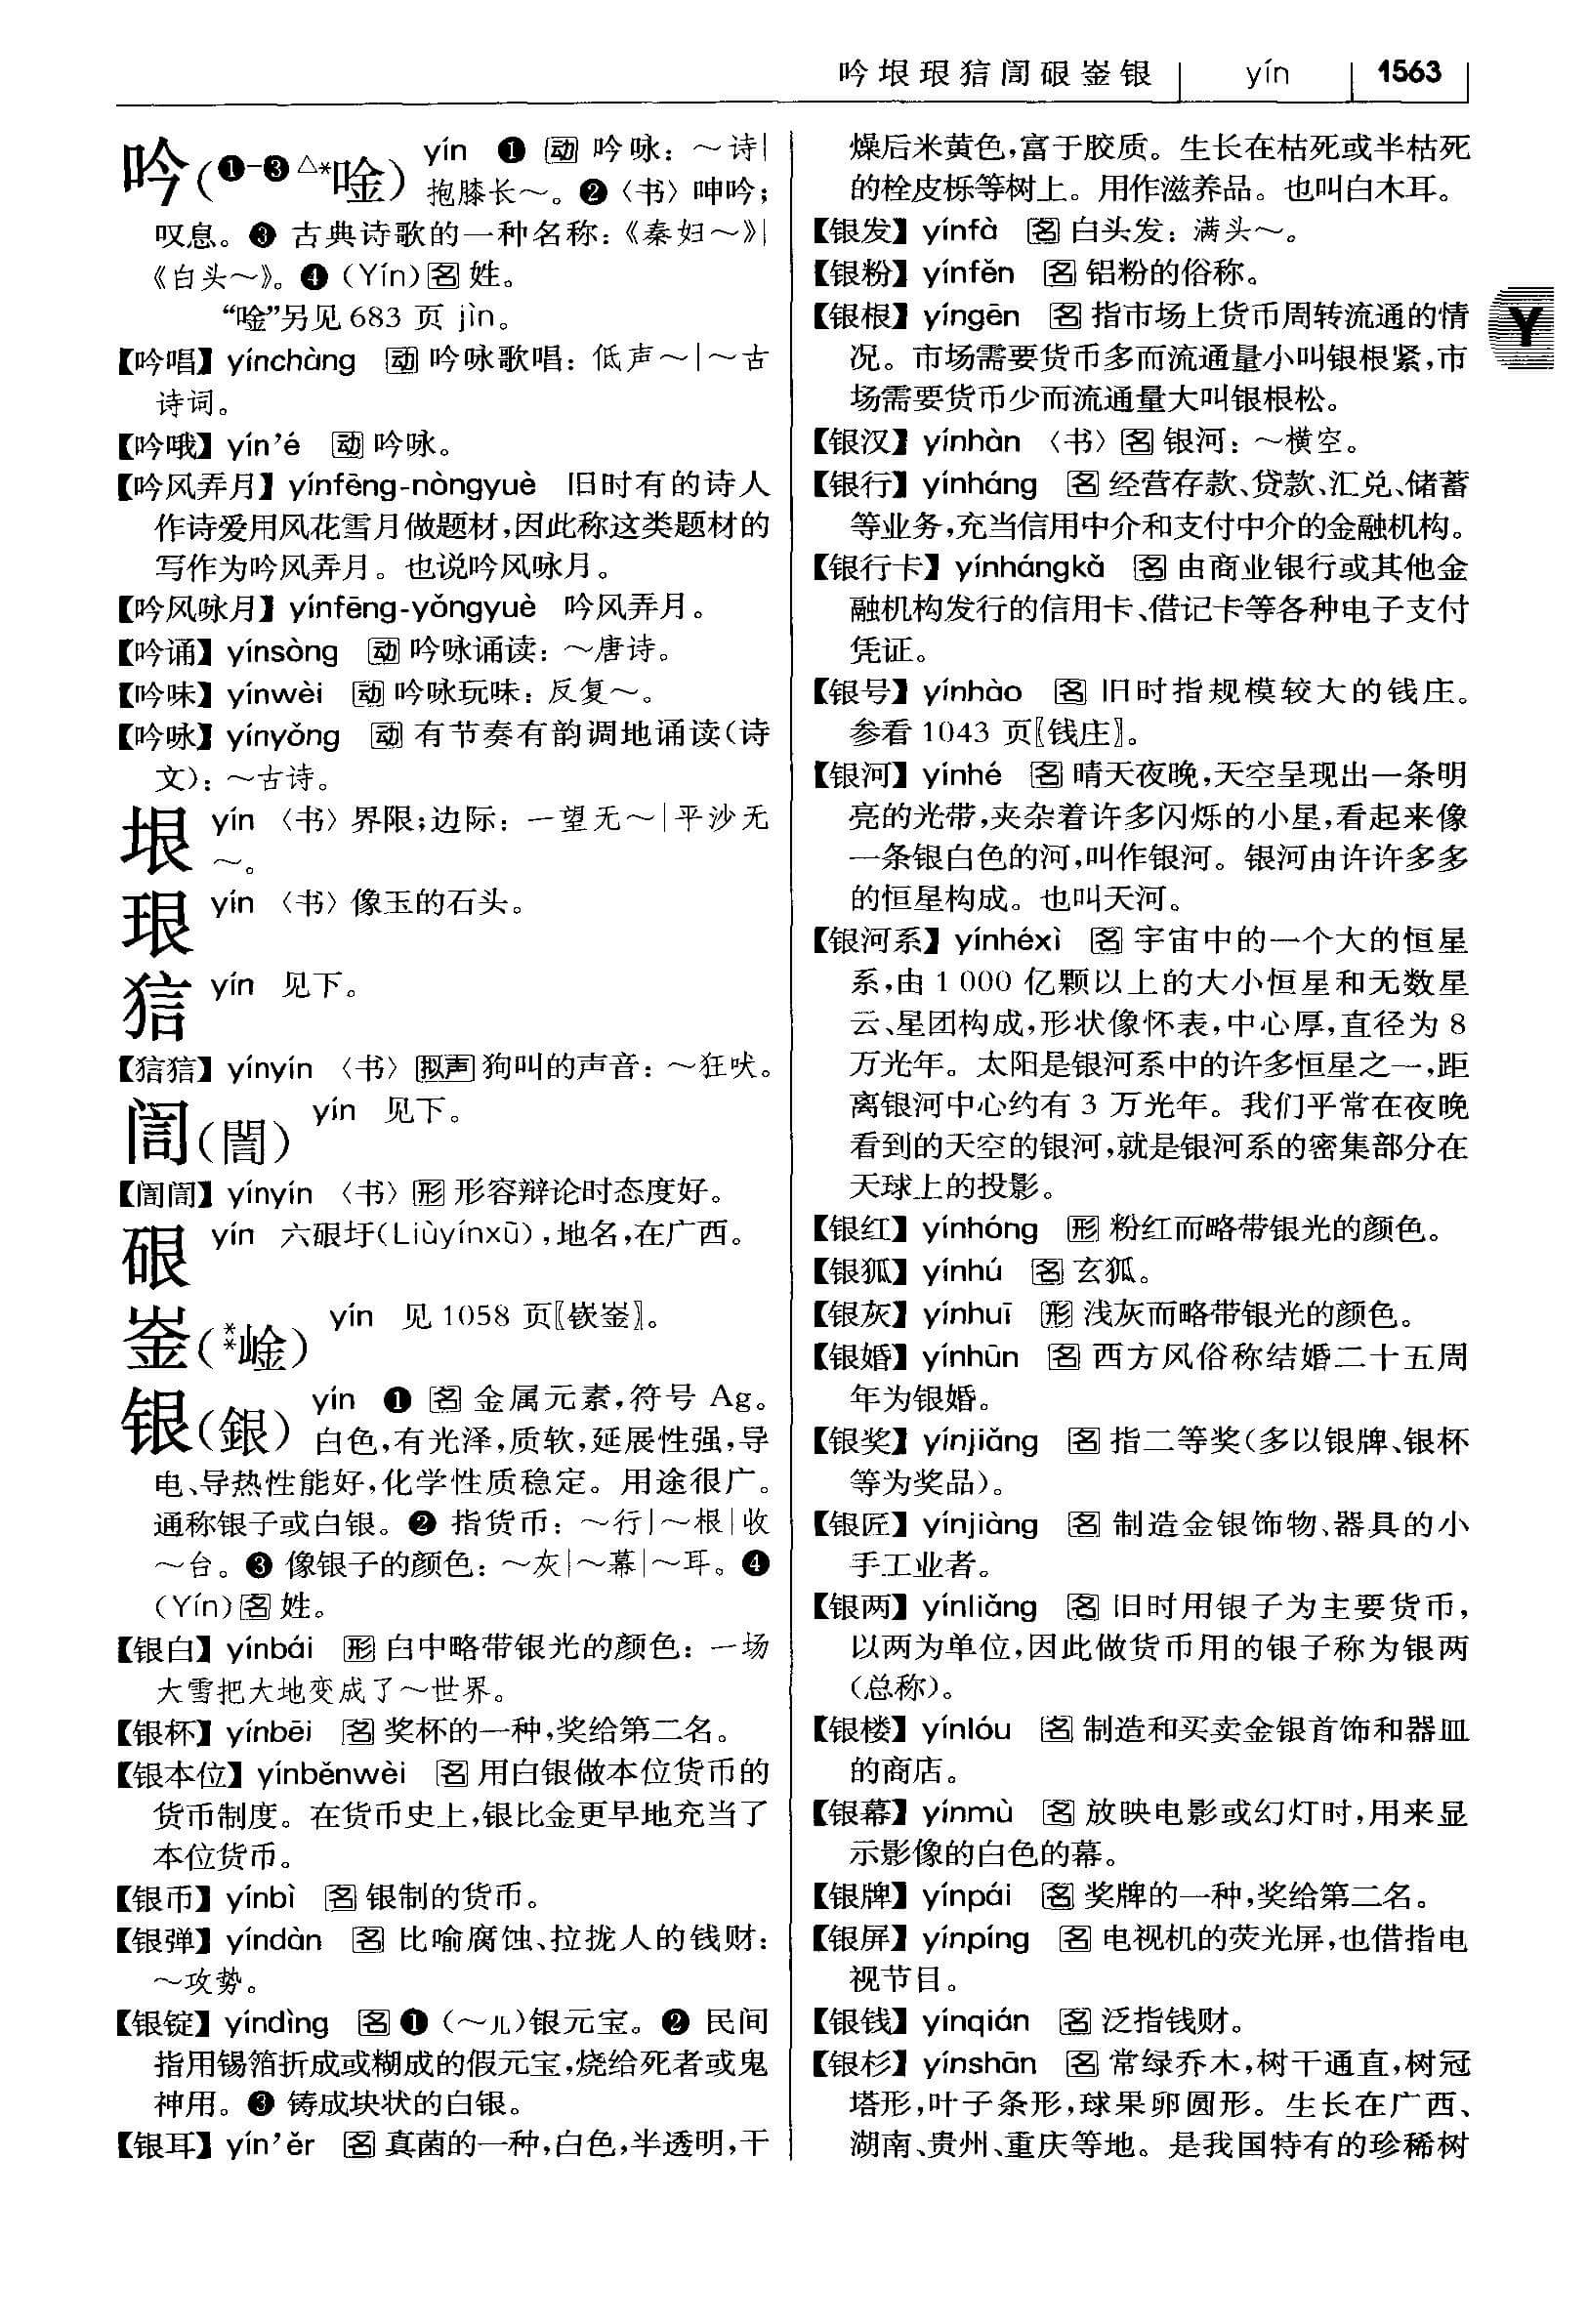 吟垠珢狺訚硍崟银 yín 1563
吟(❶-❸△*唫) yín ❶ 动 吟咏：～诗|
抱膝长～。❷〈书〉呻吟；
叹息。❸ 古典诗歌的一种名称：《秦妇～》|
《白头～》。❹（Yín）名 姓。
“唫”另见 683 页 jìn。
【吟唱】yínchàng 动 吟咏歌唱：低声～|～古
诗词。
【吟哦】yín’é 动 吟咏。
【吟风弄月】yínfēng-nòngyuè 旧时有的诗人
作诗爱用风花雪月做题材，因此称这类题材的
写作为吟风弄月。也说吟风咏月。
【吟风咏月】yínfēng-yǒngyuè 吟风弄月。
【吟诵】yínsòng 动 吟咏诵读：～唐诗。
【吟味】yínwèi 动 吟咏玩味：反复～。
【吟咏】yínyǒng 动 有节奏有韵调地诵读（诗
文）：～古诗。
垠 yín 〈书〉界限；边际：一望无～|平沙无
～。
珢 yín 〈书〉像玉的石头。
狺 yín 见下。
【狺狺】yínyín 〈书〉拟声 狗叫的声音：～狂吠。
訚(誾) yín 见下。
【訚訚】yínyín 〈书〉形 形容辩论时态度好。
硍 yín 六硍圩（Liùyínxū），地名，在广西。
崟(**崯) yín 见 1058 页〖嵚崟〗。
银(銀) yín ❶ 名 金属元素，符号 Ag。
白色，有光泽，质软，延展性强，导
电、导热性能好，化学性质稳定。用途很广。
通称银子或白银。❷ 指货币：～行|～根|收
～台。❸ 像银子的颜色：～灰|～幕|～耳。❹
（Yín）名 姓。
【银白】yínbái 形 白中略带银光的颜色：一场
大雪把大地变成了～世界。
【银杯】yínbēi 名 奖杯的一种，奖给第二名。
【银本位】yínběnwèi 名 用白银做本位货币的
货币制度。在货币史上，银比金更早地充当了
本位货币。
【银币】yínbì 名 银制的货币。
【银弹】yíndàn 名 比喻腐蚀、拉拢人的钱财：
～攻势。
【银锭】yíndìng 名 ❶（～儿）银元宝。❷ 民间
指用锡箔折成或糊成的假元宝，烧给死者或鬼
神用。❸ 铸成块状的白银。
【银耳】yín’ěr 名 真菌的一种，白色，半透明，干
燥后米黄色，富于胶质。生长在枯死或半枯死
的栓皮栎等树上。用作滋养品。也叫白木耳。
【银发】yínfà 名 白头发：满头～。
【银粉】yínfěn 名 铝粉的俗称。
【银根】yíngēn 名 指市场上货币周转流通的情
况。市场需要货币多而流通量小叫银根紧，市
场需要货币少而流通量大叫银根松。
Y
【银汉】yínhàn 〈书〉名 银河：～横空。
【银行】yínháng 名 经营存款、贷款、汇兑、储蓄
等业务，充当信用中介和支付中介的金融机构。
【银行卡】yínhángkǎ 名 由商业银行或其他金
融机构发行的信用卡、借记卡等各种电子支付
凭证。
【银号】yínhào 名 旧时指规模较大的钱庄。
参看 1043 页〖钱庄〗。
【银河】yínhé 名 晴天夜晚，天空呈现出一条明
亮的光带，夹杂着许多闪烁的小星，看起来像
一条银白色的河，叫作银河。银河由许许多多
的恒星构成。也叫天河。
【银河系】yínhéxì 名 宇宙中的一个大的恒星
系，由 1 000 亿颗以上的大小恒星和无数星
云、星团构成，形状像怀表，中心厚，直径为 8
万光年。太阳是银河系中的许多恒星之一，距
离银河中心约有 3 万光年。我们平常在夜晚
看到的天空的银河，就是银河系的密集部分在
天球上的投影。
【银红】yínhóng 形 粉红而略带银光的颜色。
【银狐】yínhú 名 玄狐。
【银灰】yínhuī 形 浅灰而略带银光的颜色。
【银婚】yínhūn 名 西方风俗称结婚二十五周
年为银婚。
【银奖】yínjiǎng 名 指二等奖（多以银牌、银杯
等为奖品）。
【银匠】yínjiàng 名 制造金银饰物、器具的小
手工业者。
【银两】yínliǎng 名 旧时用银子为主要货币，
以两为单位，因此做货币用的银子称为银两
（总称）。
【银楼】yínlóu 名 制造和买卖金银首饰和器皿
的商店。
【银幕】yínmù 名 放映电影或幻灯时，用来显
示影像的白色的幕。
【银牌】yínpái 名 奖牌的一种，奖给第二名。
【银屏】yínpíng 名 电视机的荧光屏，也借指电
视节目。
【银钱】yínqián 名 泛指钱财。
【银杉】yínshān 名 常绿乔木，树干通直，树冠
塔形，叶子条形，球果卵圆形。生长在广西、
湖南、贵州、重庆等地。是我国特有的珍稀树